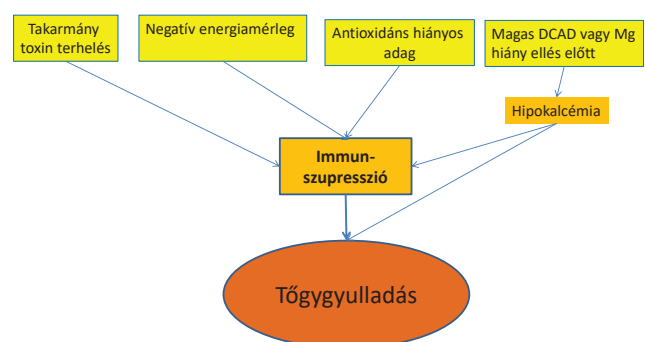 Takarmány
toxin terhelés
Negatív energiamérleg
Antioxidáns hiányos
adag
Magas DCAD vagy Mg
hiány ellés előtt
Hipokalcémia
Immun-
szupresszió
Tőgygyulladás